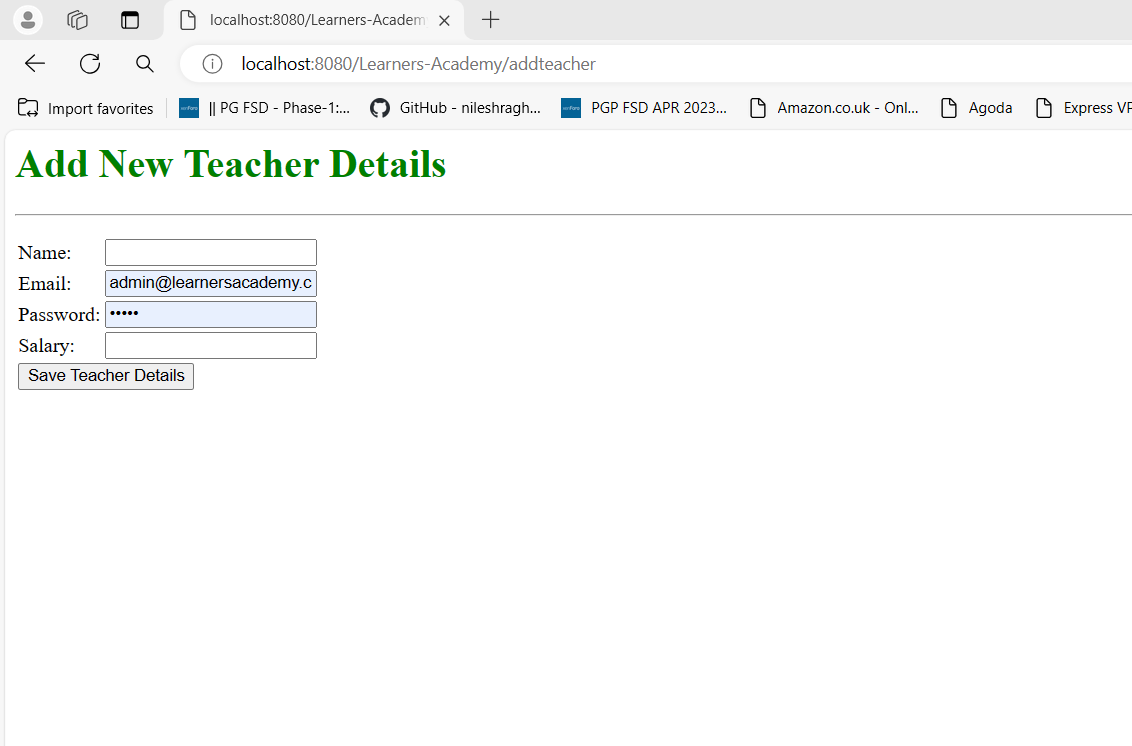 localhost:8080/Learners-Academ
localhost:8080/Learners-Academy/addteacher
Import favorites || PG FSD - Phase-1:... GitHub - nileshragh... PGP FSD APR 2023... Amazon.co.uk - Onl... Agoda Express VP
Add New Teacher Details
Name:
Email: admin@learnersacademy.c
Password: •••••
Salary:
Save Teacher Details